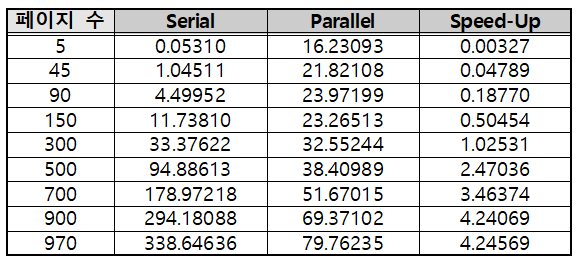 페이지 수 Serial Parallel Speed-Up
5 0.05310 16.23093 0.00327
45 1.04511 21.82108 0.04789
90 4.49952 23.97199 0.18770
150 11.73810 23.26513 0.50454
300 33.37622 32.55244 1.02531
500 94.88613 38.40989 2.47036
700 178.97218 51.67015 3.46374
900 294.18088 69.37102 4.24069
970 338.64636 79.76235 4.24569